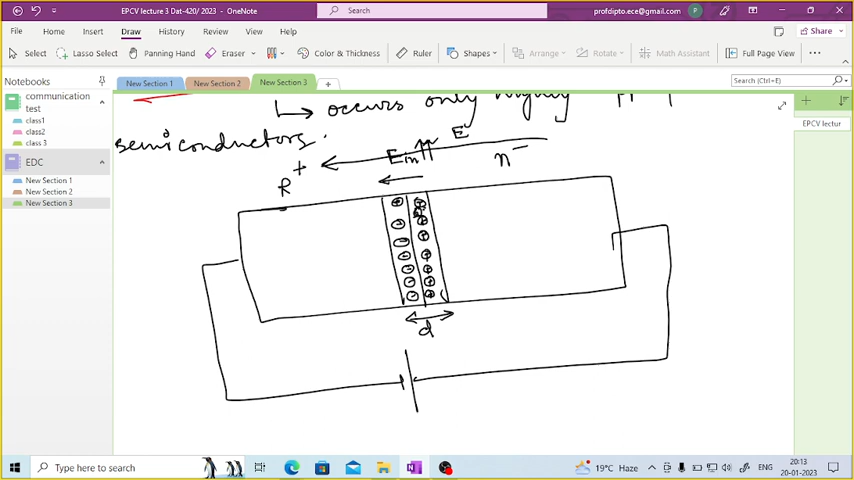 EPCV lecture 3 Dat-420/ 2023 - OneNote
Search
profdipto.ece@gmail.com
P
File
Home
Insert
Draw
History
Review
View
Help
Share
Select
Lasso Select
Panning Hand
Eraser
Color & Thickness
Ruler
Shapes
Arrange
Rotate
Math Assistant
Full Page View
Notebooks
New Section 1
New Section 2
New Section 3
+
Search (Ctrl+E)
communication
test
class1
class2
class 3
EDC
New Section 1
New Section 2
New Section 3
EPCV lectur
occurs only highly
semiconductors.
E
Ein
n-
+
d
Type here to search
19°C Haze
ENG
20:13
20-01-2023